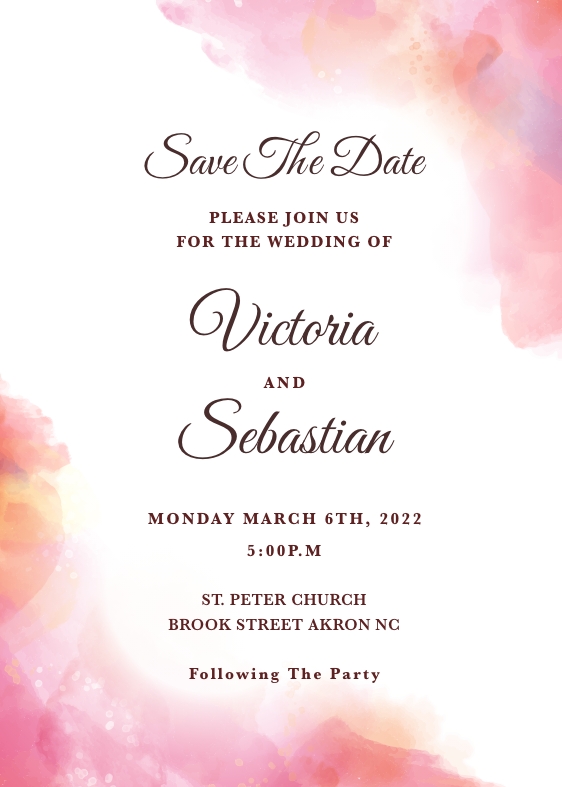 Save The Date
PLEASE JOIN US
FOR THE WEDDING OF
Victoria
AND
Sebastian
MONDAY MARCH 6TH, 2022
5:00P.M
ST. PETER CHURCH
BROOK STREET AKRON NC
Following The Party